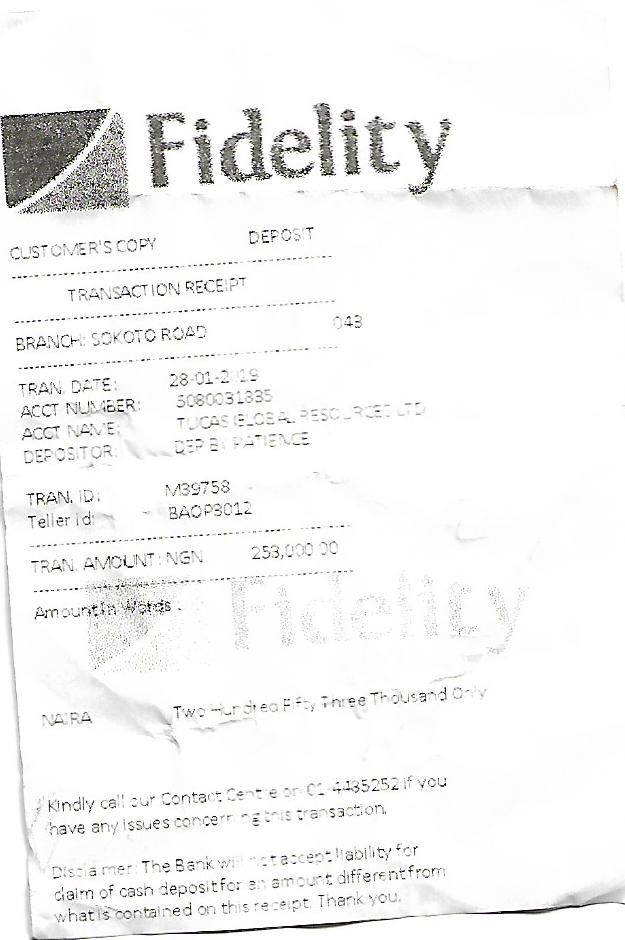 Fidelity
CUSTOMER'S COPY DEPOSIT
TRANSACTION RECEIPT
BRANCH: SOKOTO ROAD 043
TRAN. DATE: 28-01-2019
ACCT NUMBER: 5080031835
ACCT NAME: TUCAS GLOBAL RESOURCES LTD
DEPOSITOR: DEP BY PATIENCE
TRAN. ID: M39758
Teller Id: BAOP3012
TRAN. AMOUNT: NGN 253,000.00
Fidelity
Amount In Words :
NAIRA Two Hundred Fifty Three Thousand Only
Kindly call our Contact Centre on 01-4485252 if you
have any issues concerning this transaction.
Disclaimer: The Bank will not accept liability for
claim of cash deposit for an amount different from
what is contained on this receipt. Thank you.